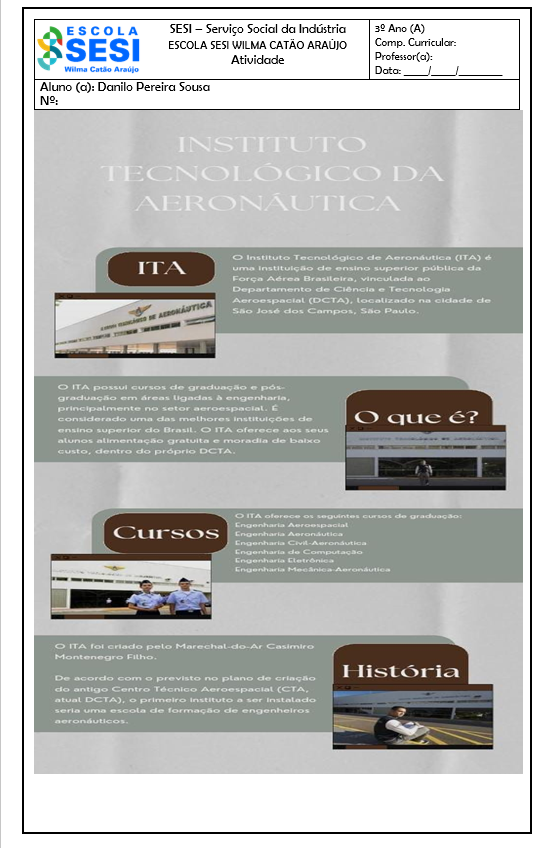 ESCOLA
SESI
Wilma Catão Araújo
SESI – Serviço Social da Indústria
ESCOLA SESI WILMA CATÃO ARAÚJO
Atividade
3º Ano (A)
Comp. Curricular:
Professor(a):
Data: ____/____/________
Aluno (a): Danilo Pereira Sousa
Nº:
INSTITUTO
TECNOLÓGICO DA
AERONÁUTICA
ITA
O Instituto Tecnológico de Aeronáutica (ITA) é
uma instituição de ensino superior pública da
Força Aérea Brasileira, vinculada ao
Departamento de Ciência e Tecnologia
Aeroespacial (DCTA), localizado na cidade de
São José dos Campos, São Paulo.
O ITA possui cursos de graduação e pós-
graduação em áreas ligadas à engenharia,
principalmente no setor aeroespacial. É
considerado uma das melhores instituições de
ensino superior do Brasil. O ITA oferece aos seus
alunos alimentação gratuita e moradia de baixo
custo, dentro do próprio DCTA.
O que é?
Cursos
O ITA oferece os seguintes cursos de graduação:
Engenharia Aeroespacial
Engenharia Aeronáutica
Engenharia Civil-Aeronáutica
Engenharia de Computação
Engenharia Eletrônica
Engenharia Mecânica-Aeronáutica
O ITA foi criado pelo Marechal-do-Ar Casimiro
Montenegro Filho.
De acordo com o previsto no plano de criação
do antigo Centro Técnico Aeroespacial (CTA,
atual DCTA), o primeiro instituto a ser instalado
seria uma escola de formação de engenheiros
aeronáuticos.
História